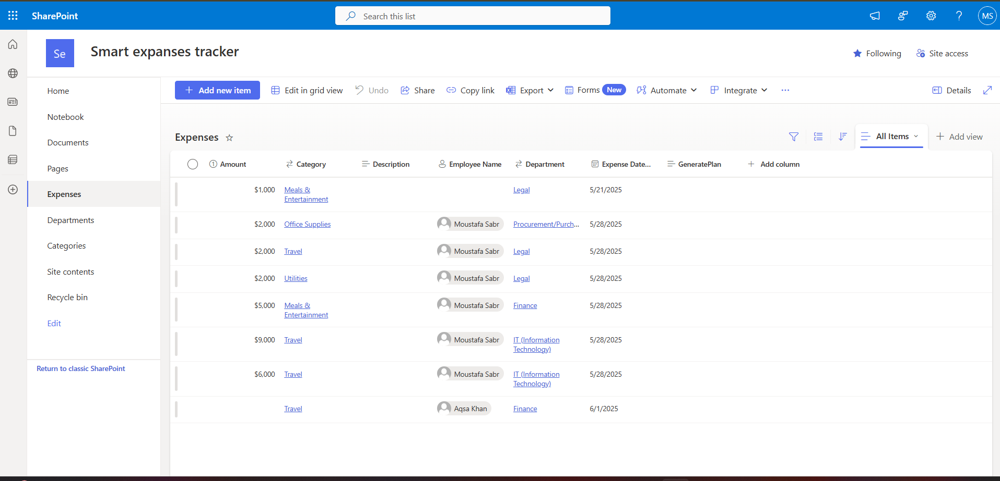 SharePoint
Search this list
MS
Se
Smart expanses tracker
Following
Site access
Home
Notebook
Documents
Pages
Expenses
Departments
Categories
Site contents
Recycle bin
Edit
Return to classic SharePoint
Add new item
Edit in grid view
Undo
Share
Copy link
Export
Forms
New
Automate
Integrate
Details
Expenses
All Items
Add view
Amount
Category
Description
Employee Name
Department
Expense Date...
GeneratePlan
Add column
$1,000
Meals &
Entertainment
Legal
5/21/2025
$2,000
Office Supplies
Moustafa Sabr
Procurement/Purch...
5/28/2025
$2,000
Travel
Moustafa Sabr
Legal
5/28/2025
$2,000
Utilities
Moustafa Sabr
Legal
5/28/2025
$5,000
Meals &
Entertainment
Moustafa Sabr
Finance
5/28/2025
$9,000
Travel
Moustafa Sabr
IT (Information
Technology)
5/28/2025
$6,000
Travel
Moustafa Sabr
IT (Information
Technology)
5/28/2025
Travel
Aqsa Khan
Finance
6/1/2025